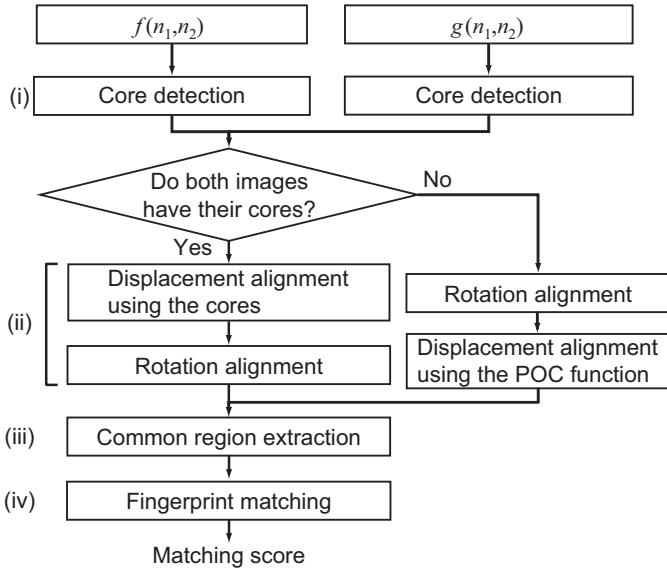 f(n₁,n₂)
g(n₁,n₂)
(i)
Core detection
Core detection
Do both images
have their cores?
No
Yes
(ii)
Displacement alignment
using the cores
Rotation alignment
Rotation alignment
Displacement alignment
using the POC function
(iii)
Common region extraction
(iv)
Fingerprint matching
Matching score